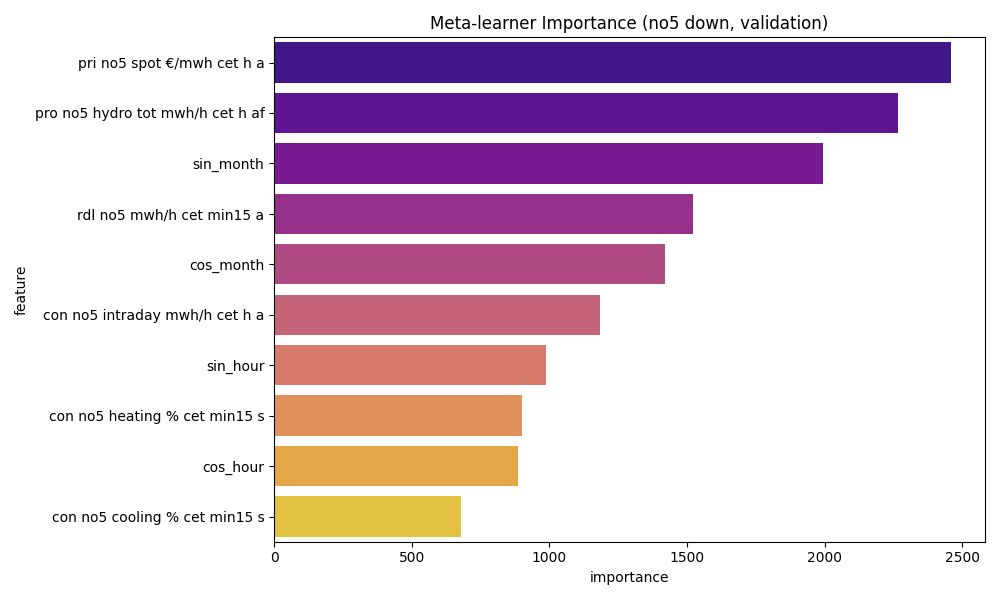 Meta-learner Importance (no5 down, validation)
feature
pri no5 spot €/mwh cet h a
pro no5 hydro tot mwh/h cet h af
sin_month
rdl no5 mwh/h cet min15 a
cos_month
con no5 intraday mwh/h cet h a
sin_hour
con no5 heating % cet min15 s
cos_hour
con no5 cooling % cet min15 s
0 500 1000 1500 2000 2500
importance